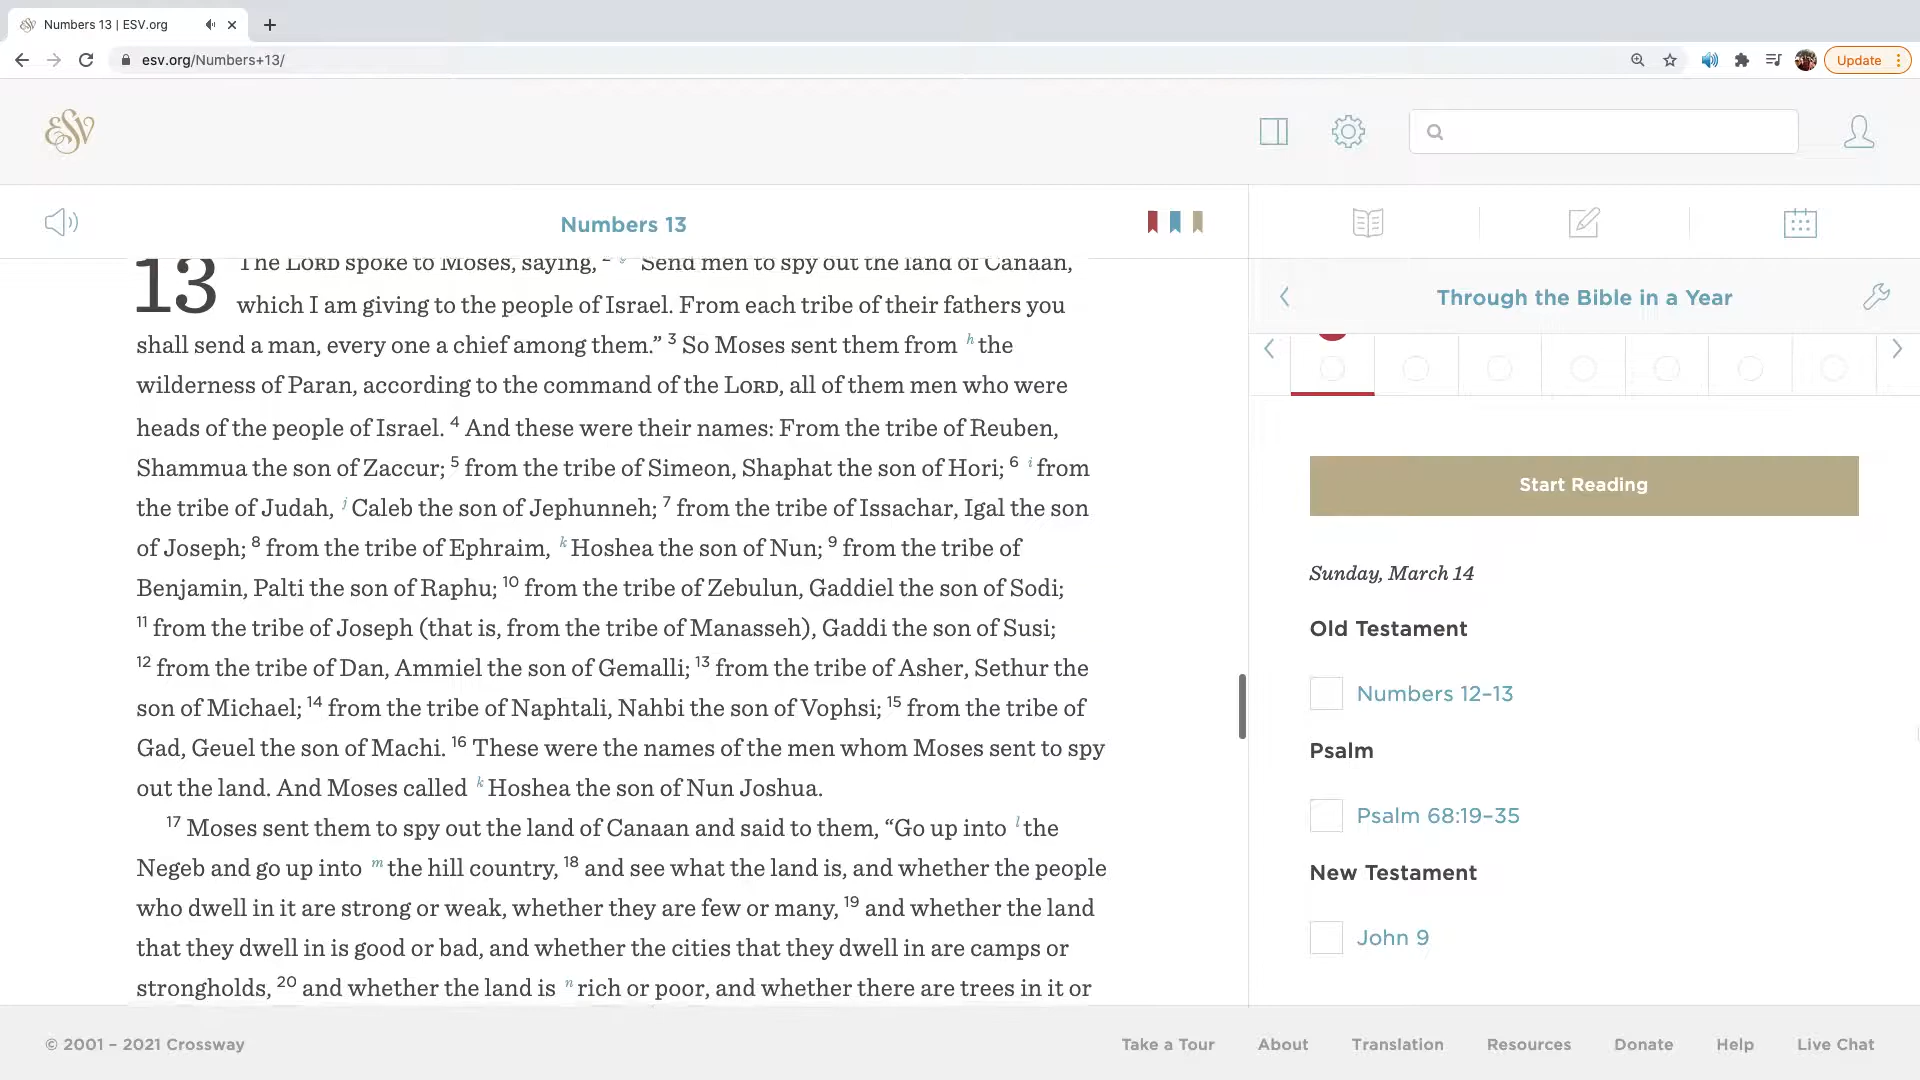 Numbers 13 | ESV.org
esv.org/Numbers+13/
Update
ESV
Numbers 13
13 The LORD spoke to Moses, saying, 2 g "Send men to spy out the land of Canaan,
which I am giving to the people of Israel. From each tribe of their fathers you
shall send a man, every one a chief among them.” 3 So Moses sent them from h the
wilderness of Paran, according to the command of the LORD, all of them men who were
heads of the people of Israel. 4 And these were their names: From the tribe of Reuben,
Shammua the son of Zaccur; 5 from the tribe of Simeon, Shaphat the son of Hori; 6 i from
the tribe of Judah, j Caleb the son of Jephunneh; 7 from the tribe of Issachar, Igal the son
of Joseph; 8 from the tribe of Ephraim, k Hoshea the son of Nun; 9 from the tribe of
Benjamin, Palti the son of Raphu; 10 from the tribe of Zebulun, Gaddiel the son of Sodi;
11 from the tribe of Joseph (that is, from the tribe of Manasseh), Gaddi the son of Susi;
12 from the tribe of Dan, Ammiel the son of Gemalli; 13 from the tribe of Asher, Sethur the
son of Michael; 14 from the tribe of Naphtali, Nahbi the son of Vophsi; 15 from the tribe of
Gad, Geuel the son of Machi. 16 These were the names of the men whom Moses sent to spy
out the land. And Moses called k Hoshea the son of Nun Joshua.
17 Moses sent them to spy out the land of Canaan and said to them, “Go up into l the
Negeb and go up into m the hill country, 18 and see what the land is, and whether the people
who dwell in it are strong or weak, whether they are few or many, 19 and whether the land
that they dwell in is good or bad, and whether the cities that they dwell in are camps or
strongholds, 20 and whether the land is n rich or poor, and whether there are trees in it or
Through the Bible in a Year
Start Reading
Sunday, March 14
Old Testament
Numbers 12–13
Psalm
Psalm 68:19–35
New Testament
John 9
© 2001 – 2021 Crossway
Take a Tour
About
Translation
Resources
Donate
Help
Live Chat